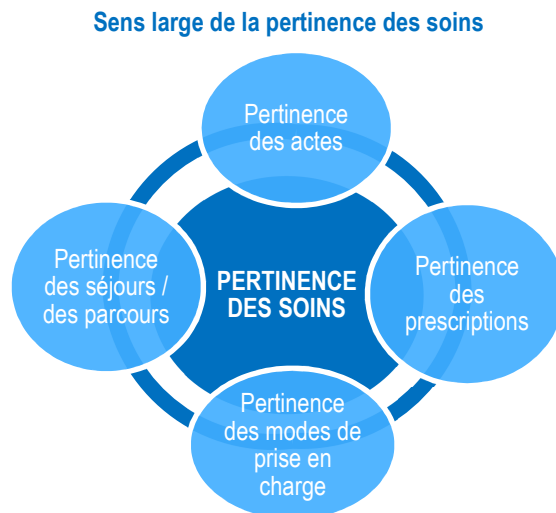 Sens large de la pertinence des soins
Pertinence
des actes
Pertinence
des séjours /
des parcours
PERTINENCE
DES SOINS
Pertinence
des
prescriptions
Pertinence
des modes de
prise en
charge